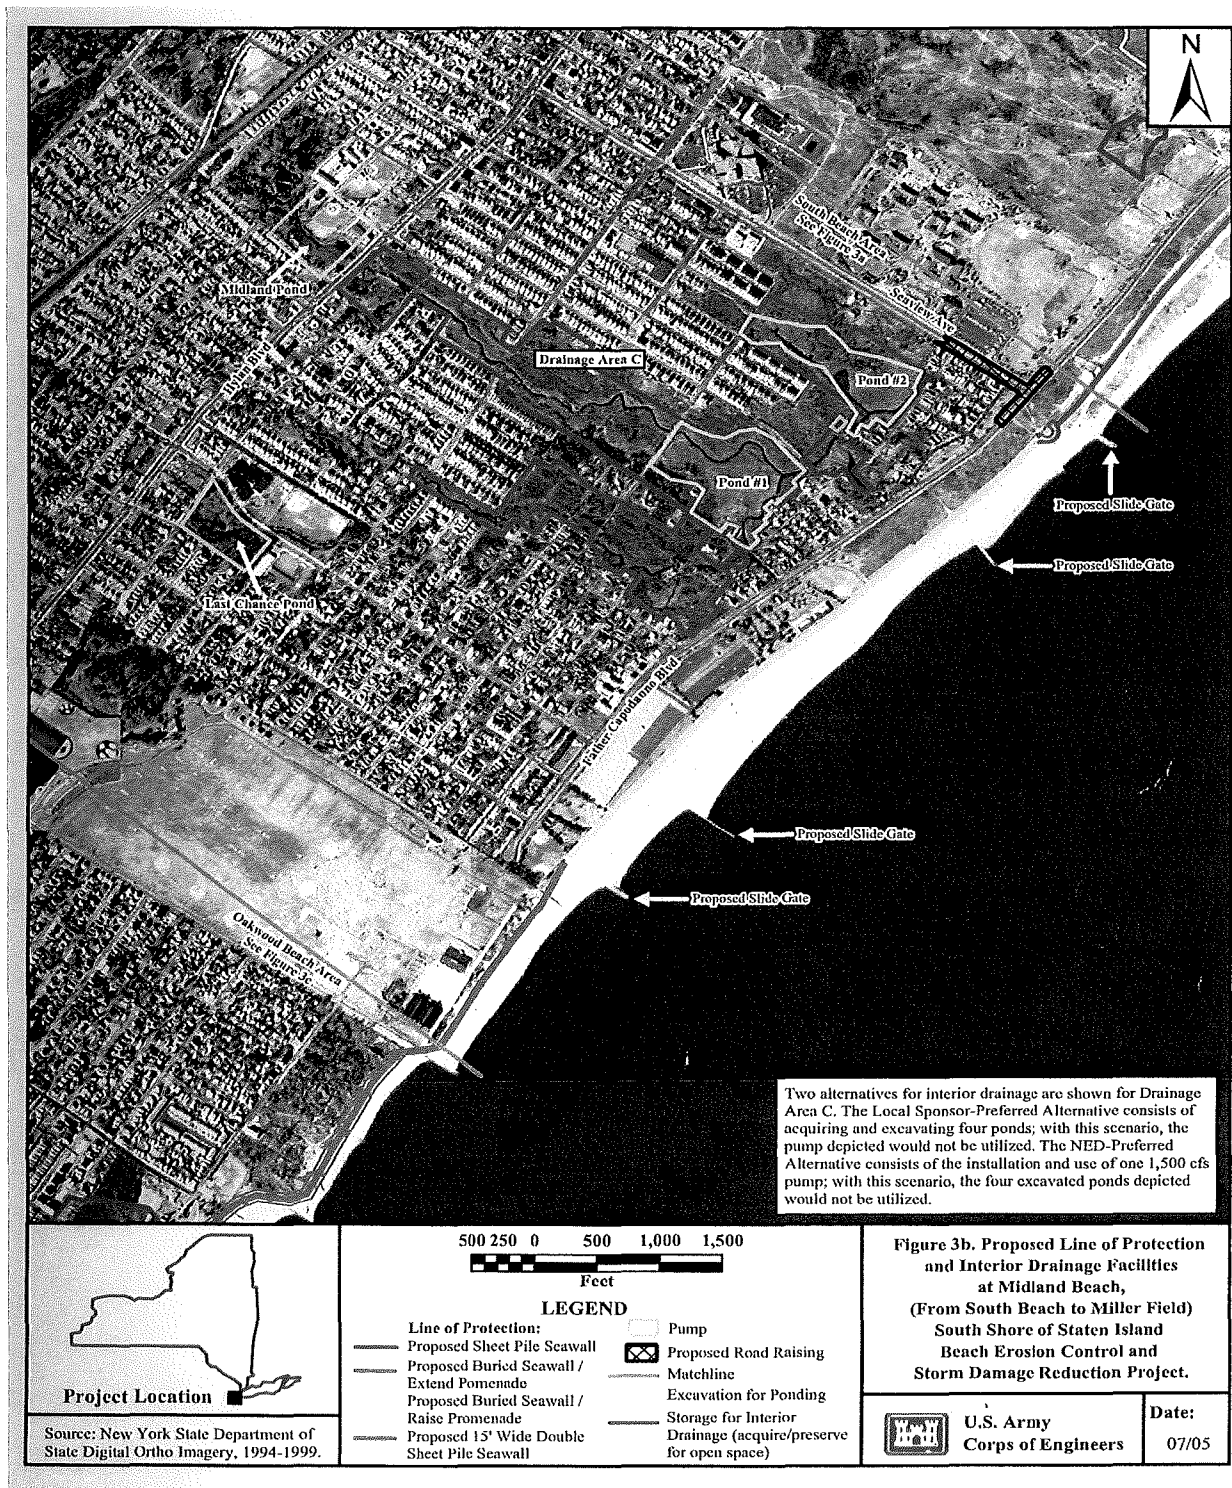 N
South Beach Area
See Figure 3a
Seaview Ave
Midland Pond
Drainage Area C
Pond #2
Pond #1
Proposed Slide Gate
Proposed Slide Gate
Last Chance Pond
Father Capodanno Blvd
Proposed Slide Gate
Proposed Slide Gate
Oakwood Beach Area
See Figure 3c
Two alternatives for interior drainage are shown for Drainage
Area C. The Local Sponsor-Preferred Alternative consists of
acquiring and excavating four ponds; with this scenario, the
pump depicted would not be utilized. The NED-Preferred
Alternative consists of the installation and use of one 1,500 cfs
pump; with this scenario, the four excavated ponds depicted
would not be utilized.
Project Location
Source: New York State Department of
State Digital Ortho Imagery, 1994-1999.
500 250 0 500 1,000 1,500
Feet
LEGEND
Line of Protection:
Proposed Sheet Pile Seawall
Proposed Buried Seawall /
Extend Pomenade
Proposed Buried Seawall /
Raise Promenade
Proposed 15' Wide Double
Sheet Pile Seawall
Pump
Proposed Road Raising
Matchline
Excavation for Ponding
Storage for Interior
Drainage (acquire/preserve
for open space)
Figure 3b. Proposed Line of Protection
and Interior Drainage Facilities
at Midland Beach,
(From South Beach to Miller Field)
South Shore of Staten Island
Beach Erosion Control and
Storm Damage Reduction Project.
U.S. Army
Corps of Engineers
Date:
07/05